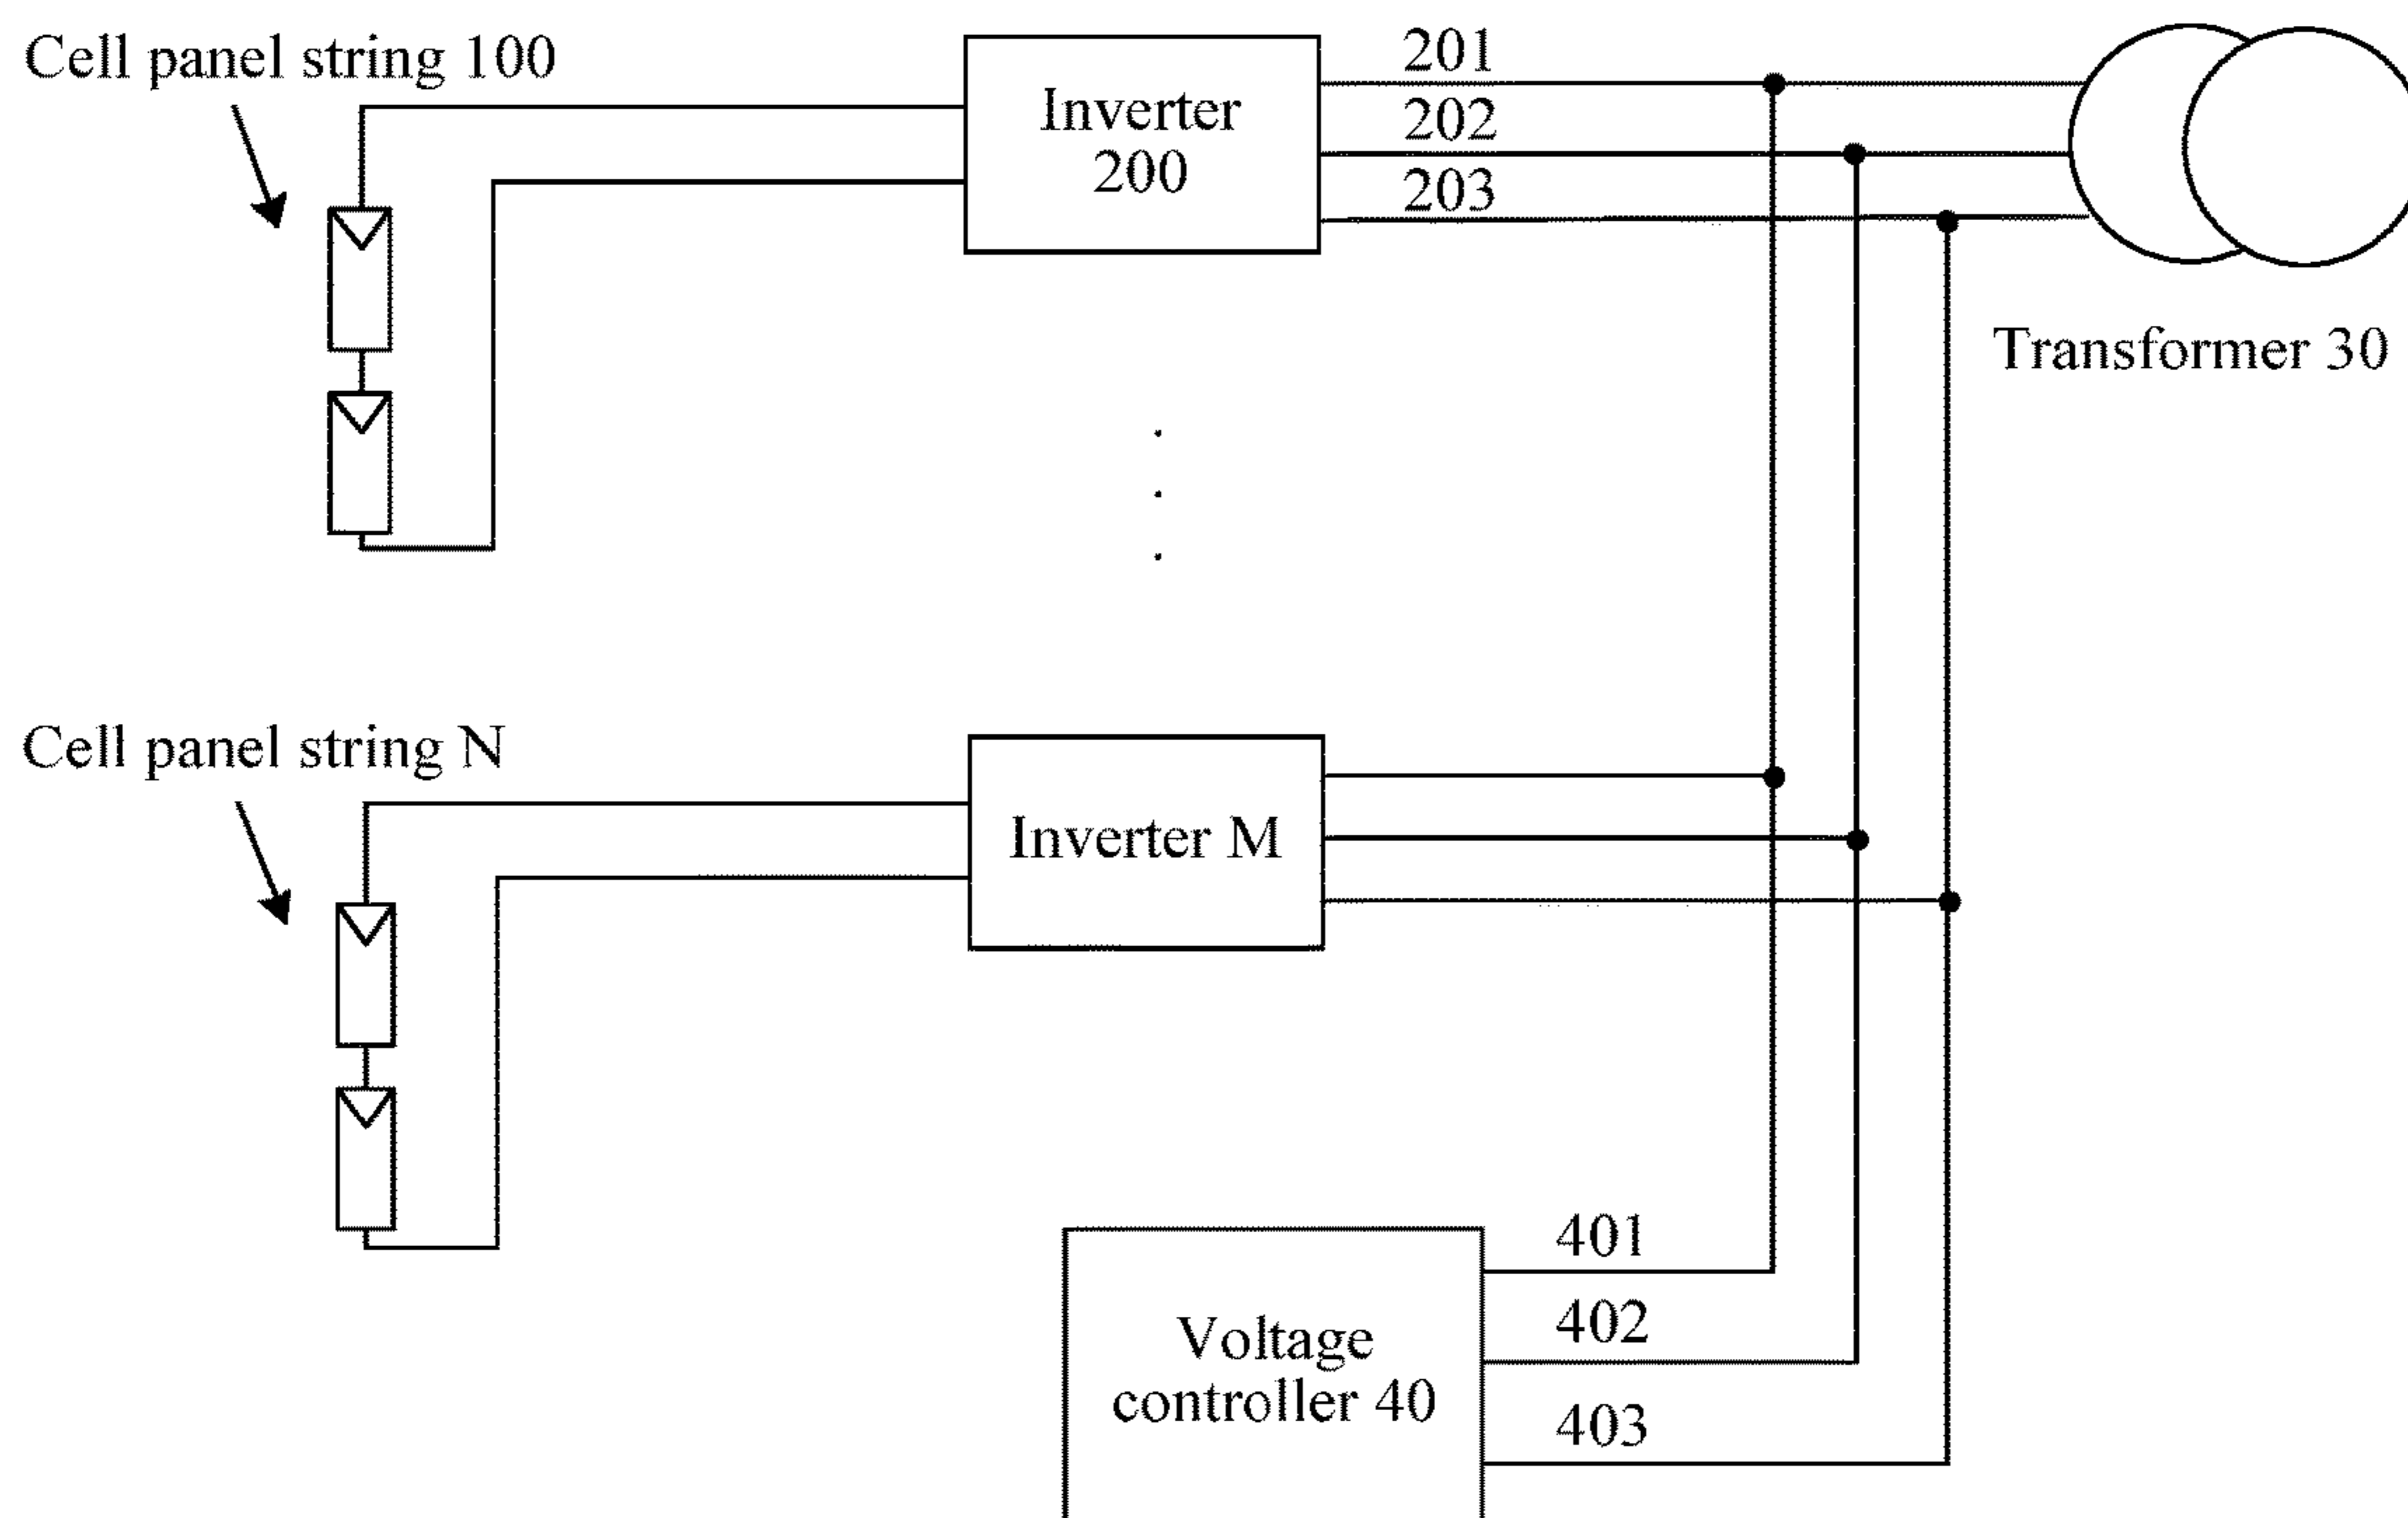 Cell panel string 100
Inverter
200
201
202
203
Transformer 30
Cell panel string N
Inverter M
Voltage
controller 40
401
402
403